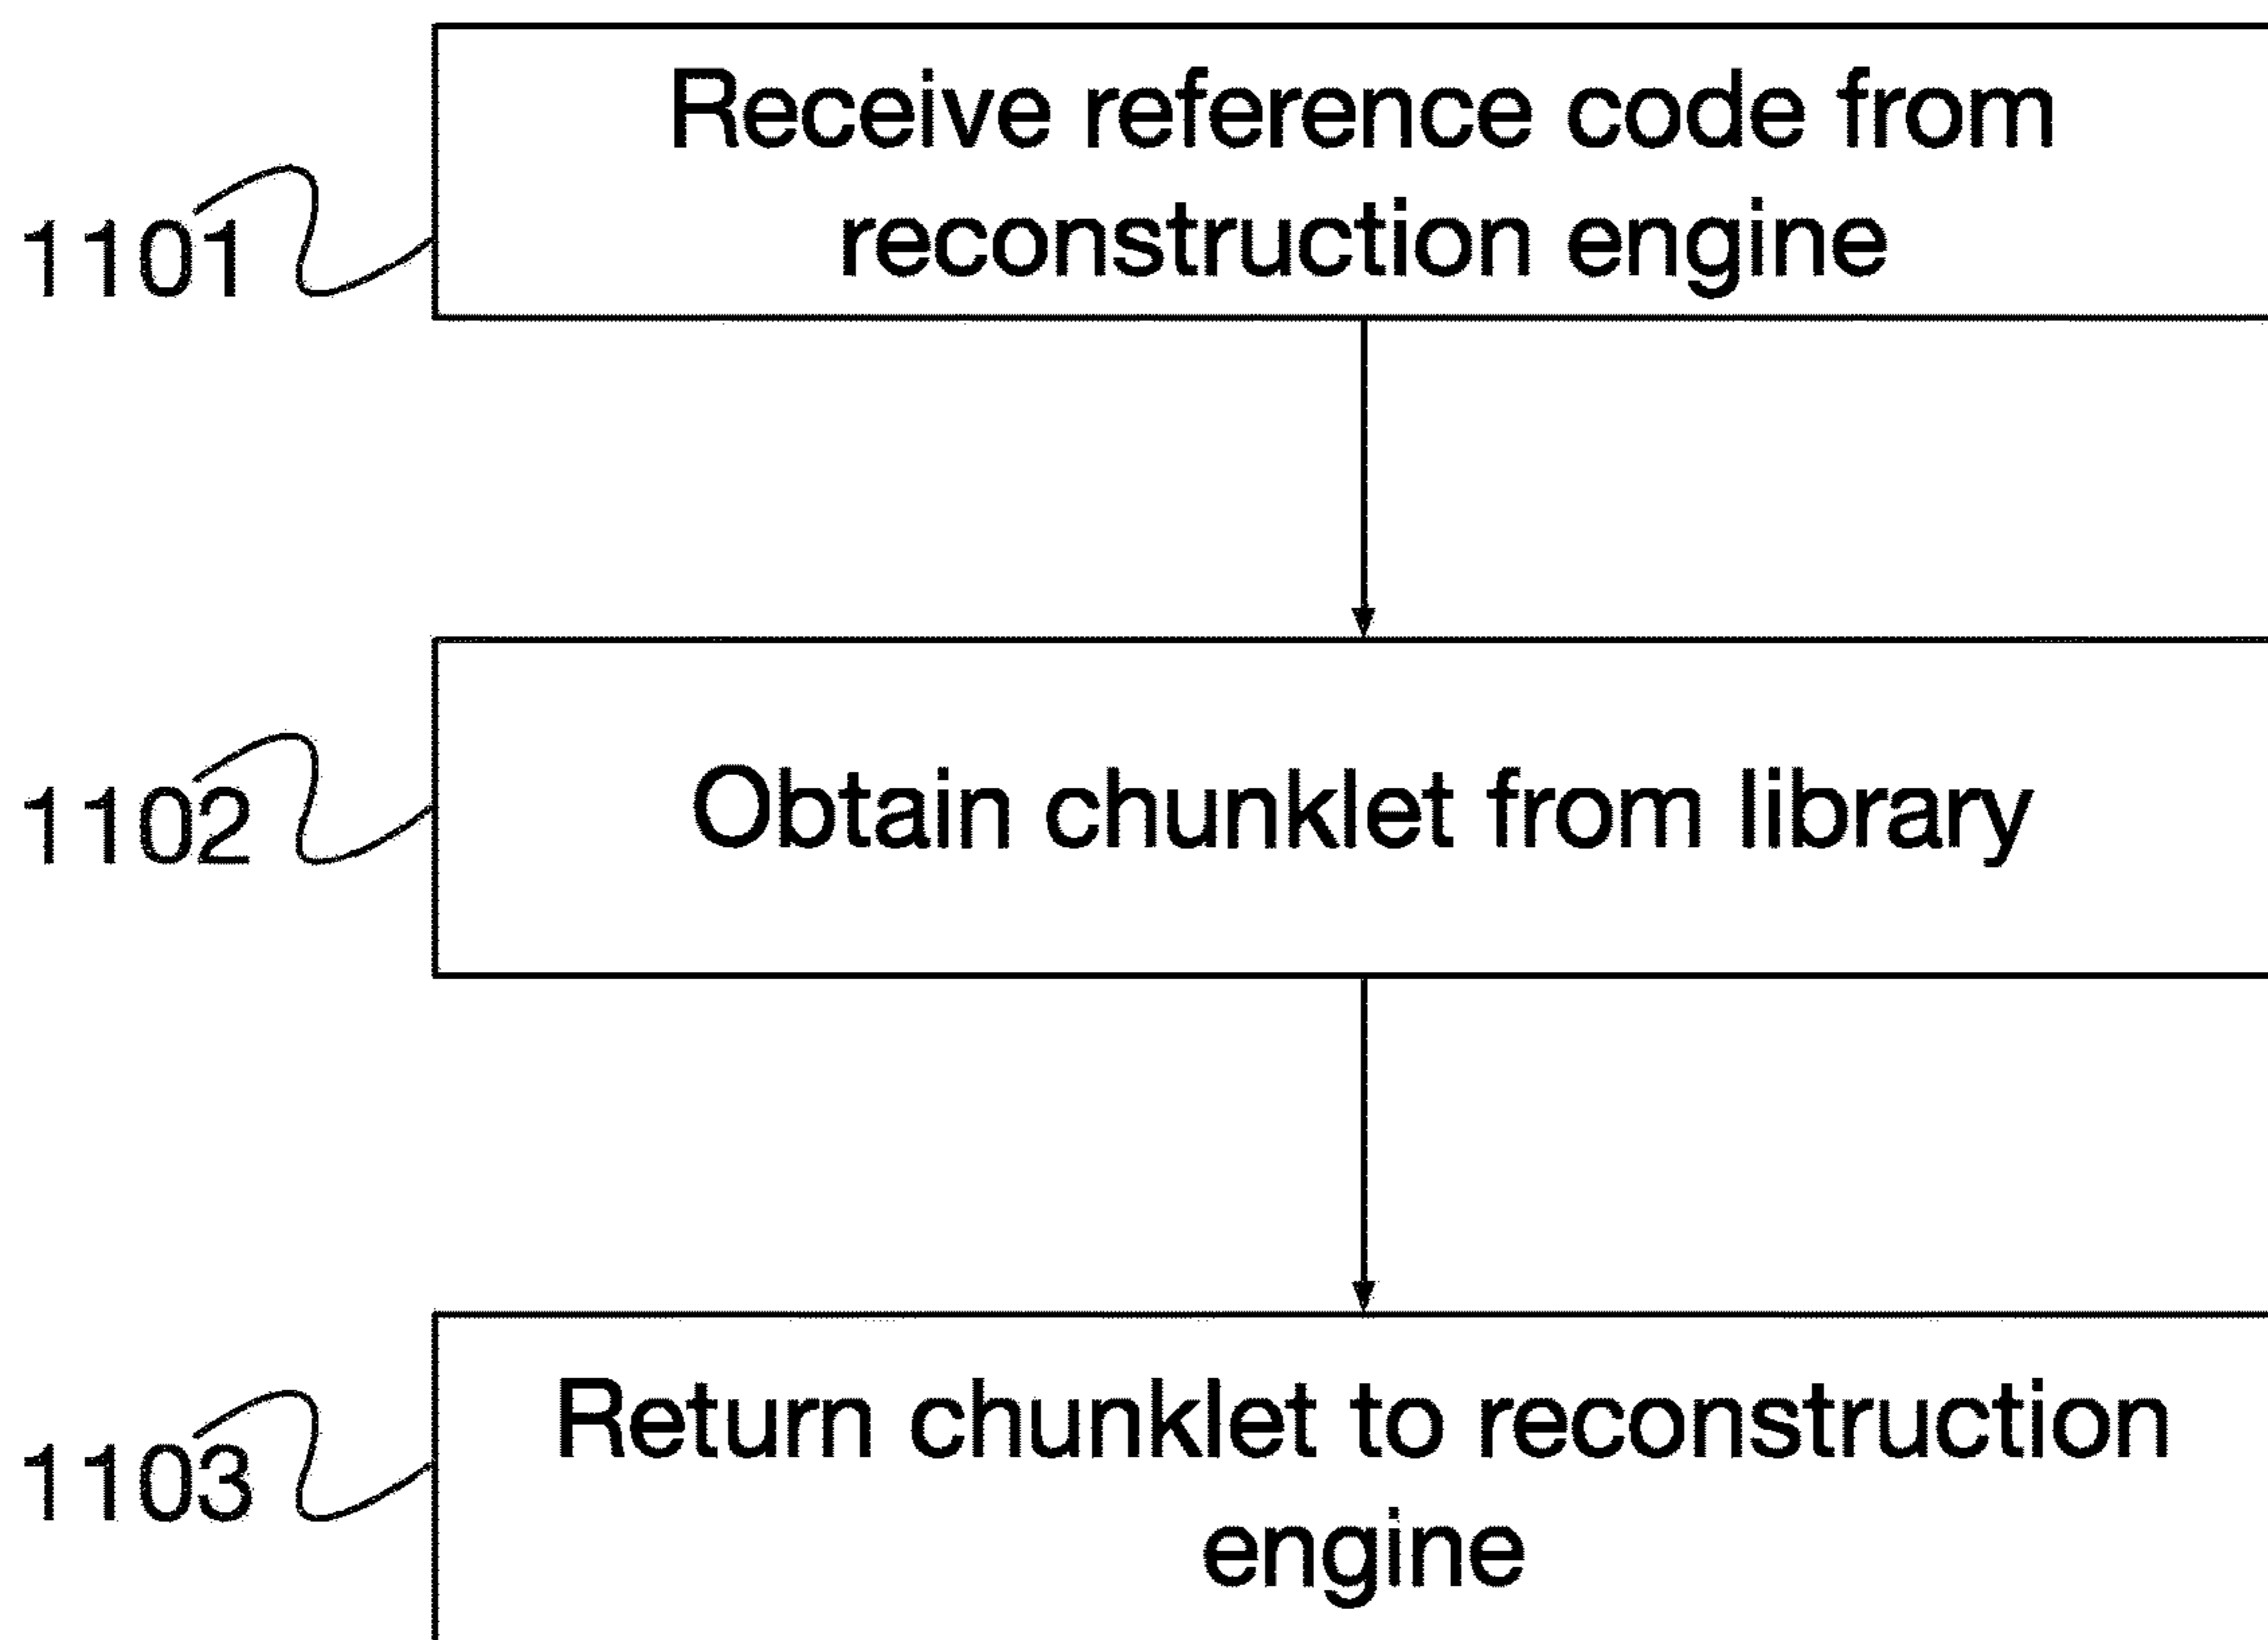 Receive reference code from
reconstruction engine
1101
Obtain chunklet from library
1102
Return chunklet to reconstruction
engine
1103